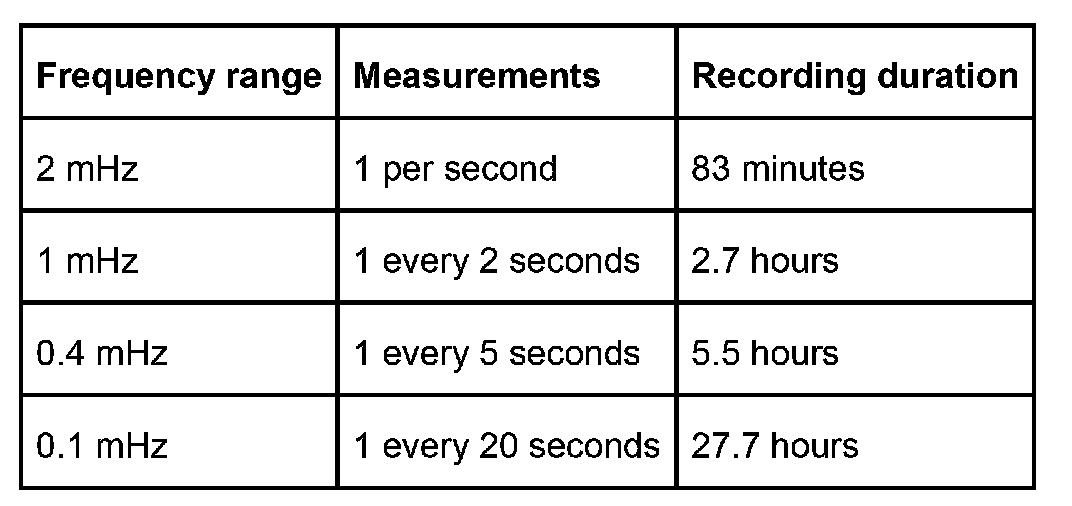 Frequency range Measurements Recording duration
2 mHz 1 per second 83 minutes
1 mHz 1 every 2 seconds 2.7 hours
0.4 mHz 1 every 5 seconds 5.5 hours
0.1 mHz 1 every 20 seconds 27.7 hours